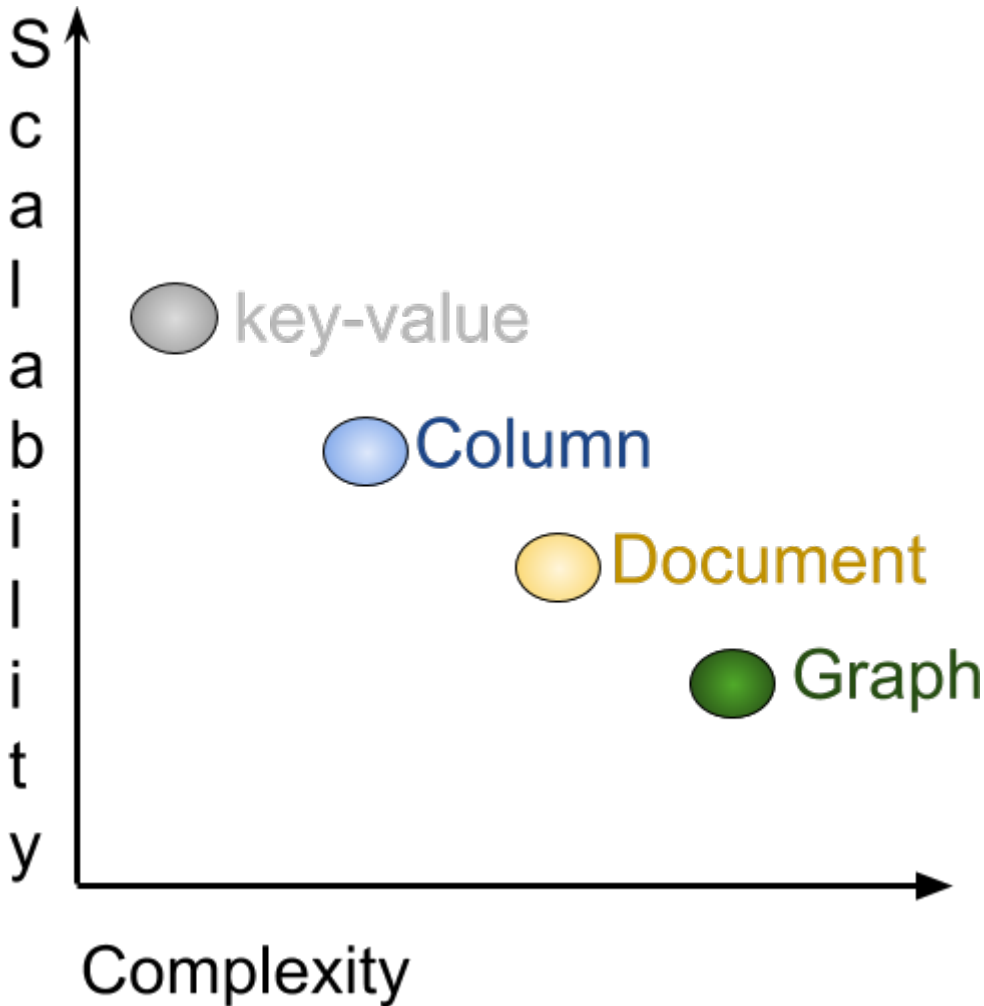 Scalability
key-value
Column
Document
Graph
Complexity